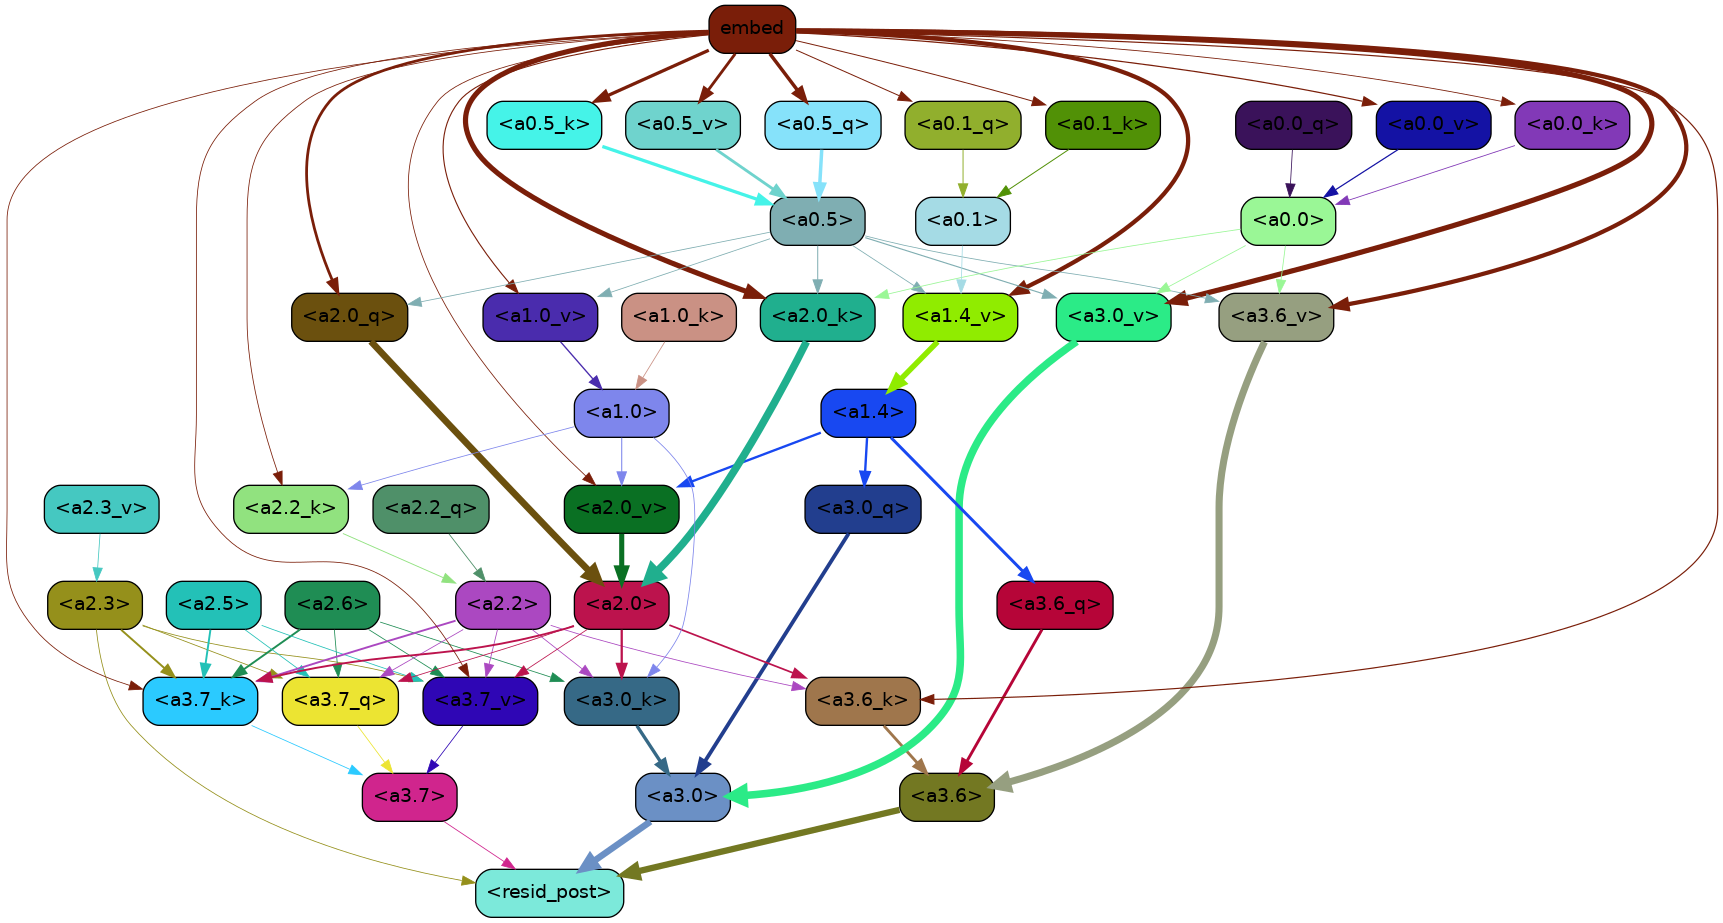 embed
<a0.5_k>
<a0.5_v>
<a0.5_q>
<a0.1_q>
<a0.1_k>
<a0.0_q>
<a0.0_v>
<a0.0_k>
<a0.5>
<a0.1>
<a0.0>
<a2.0_q>
<a1.0_v>
<a1.0_k>
<a2.0_k>
<a1.4_v>
<a3.0_v>
<a3.6_v>
<a1.0>
<a1.4>
<a2.3_v>
<a2.2_k>
<a2.2_q>
<a2.0_v>
<a3.0_q>
<a2.3>
<a2.5>
<a2.6>
<a2.2>
<a2.0>
<a3.6_q>
<a3.7_k>
<a3.7_q>
<a3.7_v>
<a3.0_k>
<a3.6_k>
<a3.7>
<a3.0>
<a3.6>
<resid_post>